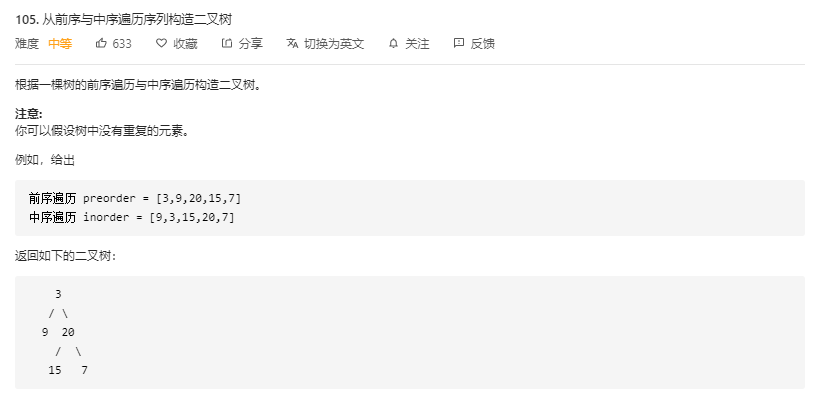 105. 从前序与中序遍历序列构造二叉树
难度 中等 633 收藏 分享 切换为英文 关注 反馈
根据一棵树的前序遍历与中序遍历构造二叉树。
注意:
你可以假设树中没有重复的元素。
例如，给出
前序遍历 preorder = [3,9,20,15,7]
中序遍历 inorder = [9,3,15,20,7]
返回如下的二叉树：
3
/ \
9 20
/ \
15 7